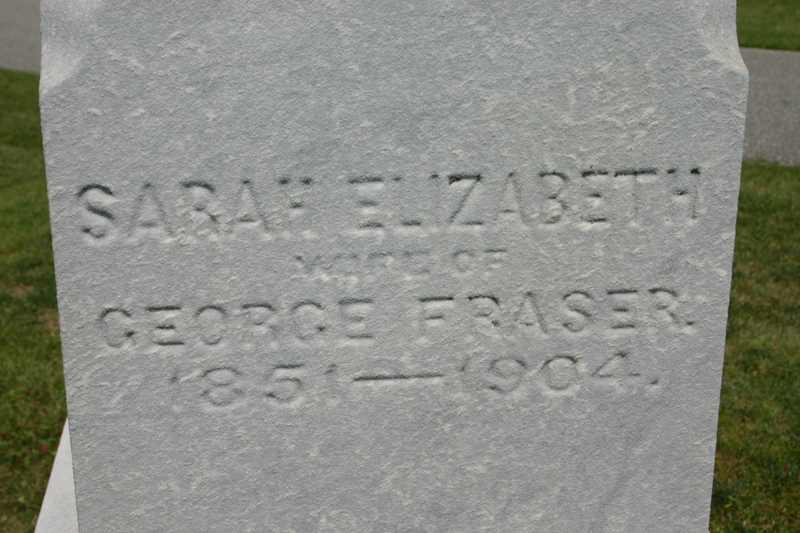 SARAH ELIZABETH
WIFE OF
GEORGE FRASER.
1851—1904.